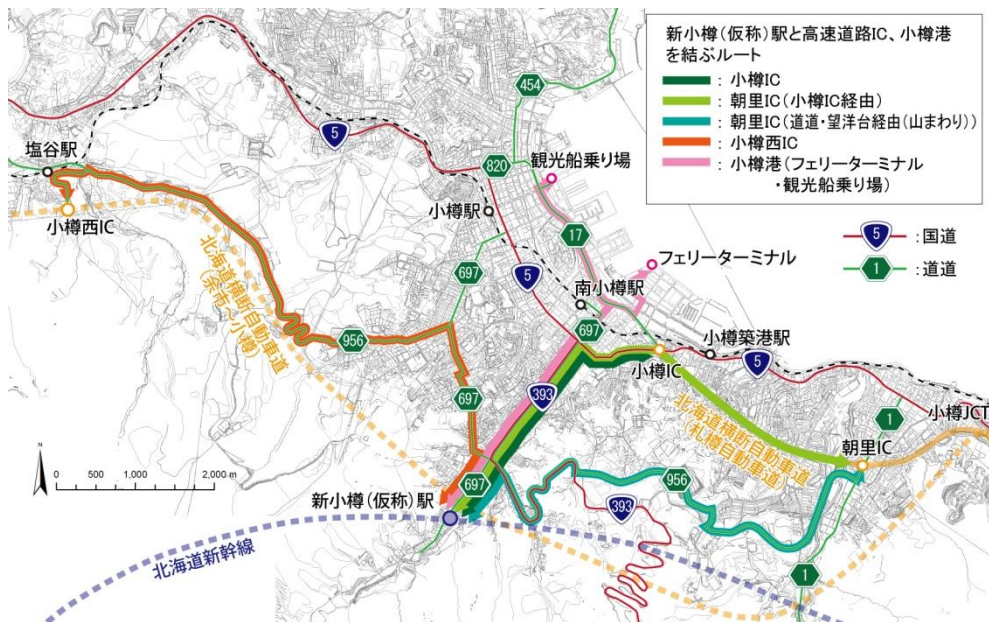 新小樽(仮称)駅と高速道路IC、小樽港
を結ぶルート
: 小樽IC
: 朝里IC(小樽IC経由)
: 朝里IC(道道・望洋台経由(山まわり))
: 小樽西IC
: 小樽港(フェリーターミナル
・観光船乗り場)
5 :国道
1 :道道
454
5
塩谷駅
820
観光船乗り場
小樽駅
小樽西IC
17
697
5
フェリーターミナル
南小樽駅
北海道横断自動車道
(余市~小樽)
956
697
小樽築港駅
5
小樽IC
697
393
北海道横断自動車道
(札樽自動車道)
1
小樽JCT
朝里IC
N
0 500 1,000 2,000 m
697
956
新小樽(仮称)駅
393
北海道新幹線
1